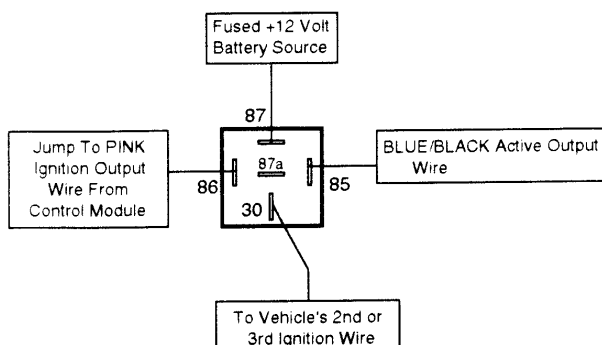 Fused +12 Volt
Battery Source
87
Jump To PINK
Ignition Output
Wire From
Control Module
86
87a
85
BLUE/BLACK Active Output
Wire
30
To Vehicle's 2nd or
3rd Ignition Wire